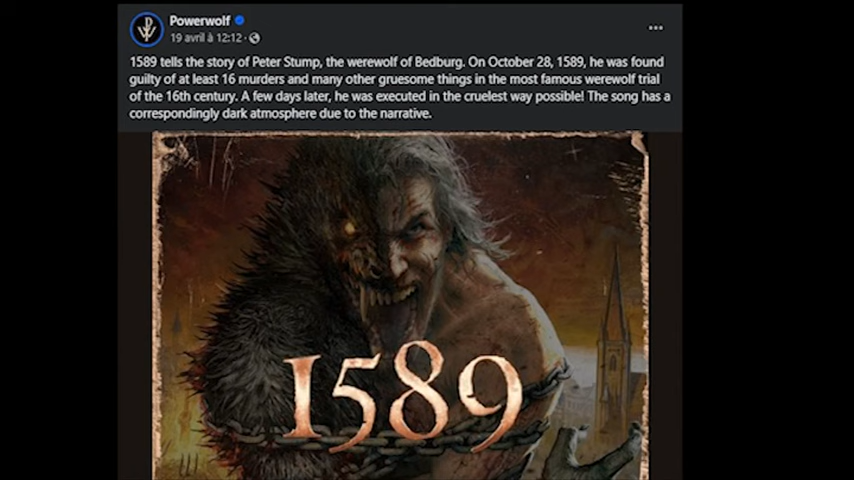 Powerwolf
19 avril à 12:12 ·
1589 tells the story of Peter Stump, the werewolf of Bedburg. On October 28, 1589, he was found
guilty of at least 16 murders and many other gruesome things in the most famous werewolf trial
of the 16th century. A few days later, he was executed in the cruelest way possible! The song has a
correspondingly dark atmosphere due to the narrative.
1589